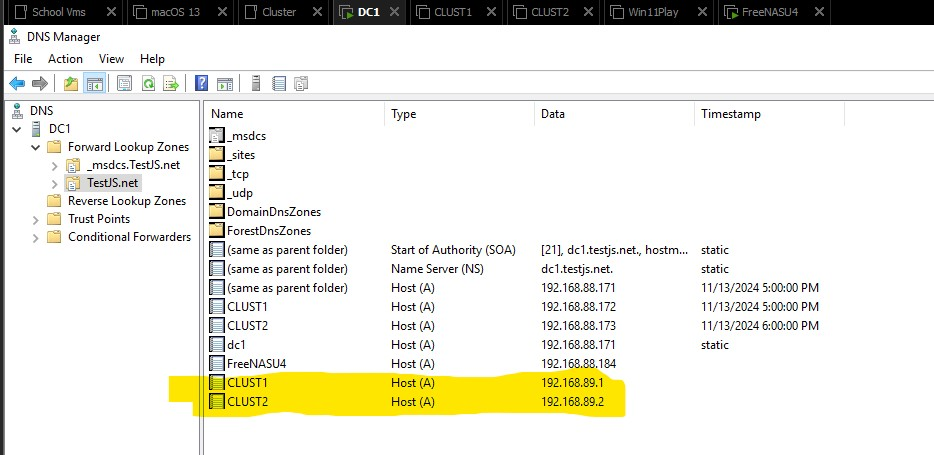 School Vms macOS 13 Cluster DC1 CLUST1 CLUST2 Win11Play FreeNASU4
DNS Manager
File Action View Help
DNS
DC1
Forward Lookup Zones
_msdcs.TestJS.net
TestJS.net
Reverse Lookup Zones
Trust Points
Conditional Forwarders
Name Type Data Timestamp
_msdcs
_sites
_tcp
_udp
DomainDnsZones
ForestDnsZones
(same as parent folder) Start of Authority (SOA) [21], dc1.testjs.net., hostm... static
(same as parent folder) Name Server (NS) dc1.testjs.net. static
(same as parent folder) Host (A) 192.168.88.171 11/13/2024 5:00:00 PM
CLUST1 Host (A) 192.168.88.172 11/13/2024 5:00:00 PM
CLUST2 Host (A) 192.168.88.173 11/13/2024 6:00:00 PM
dc1 Host (A) 192.168.88.171 static
FreeNASU4 Host (A) 192.168.88.184
CLUST1 Host (A) 192.168.89.1
CLUST2 Host (A) 192.168.89.2